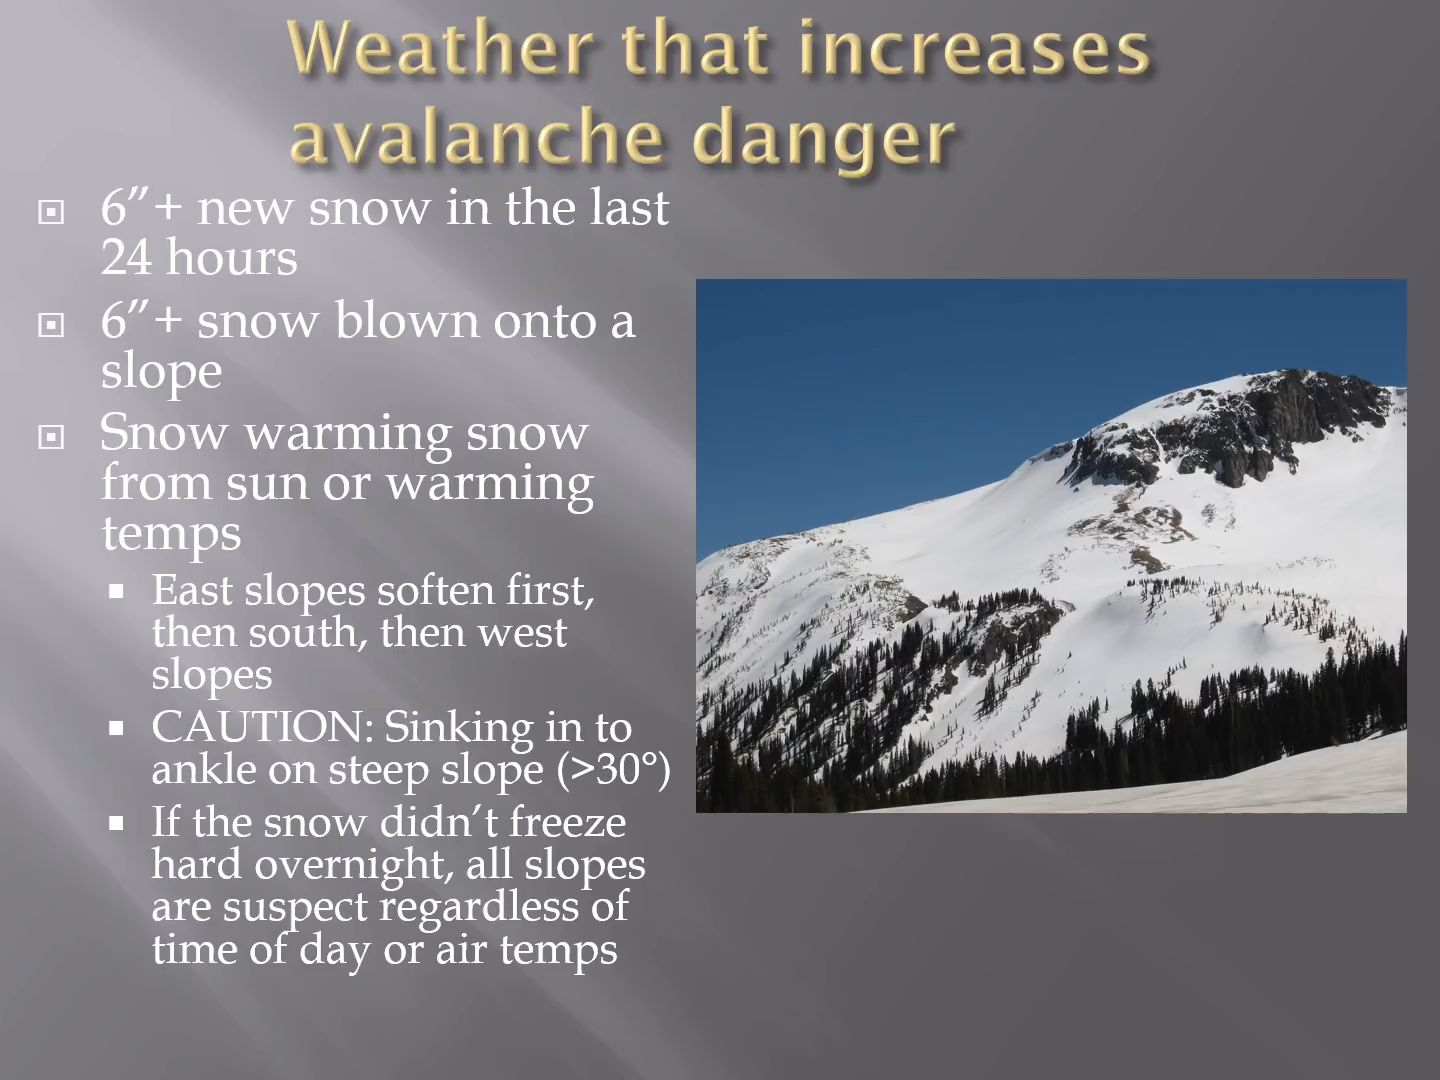 Weather that increases
avalanche danger
6”+ new snow in the last
24 hours
6”+ snow blown onto a
slope
Snow warming snow
from sun or warming
temps
East slopes soften first,
then south, then west
slopes
CAUTION: Sinking in to
ankle on steep slope (>30°)
If the snow didn’t freeze
hard overnight, all slopes
are suspect regardless of
time of day or air temps